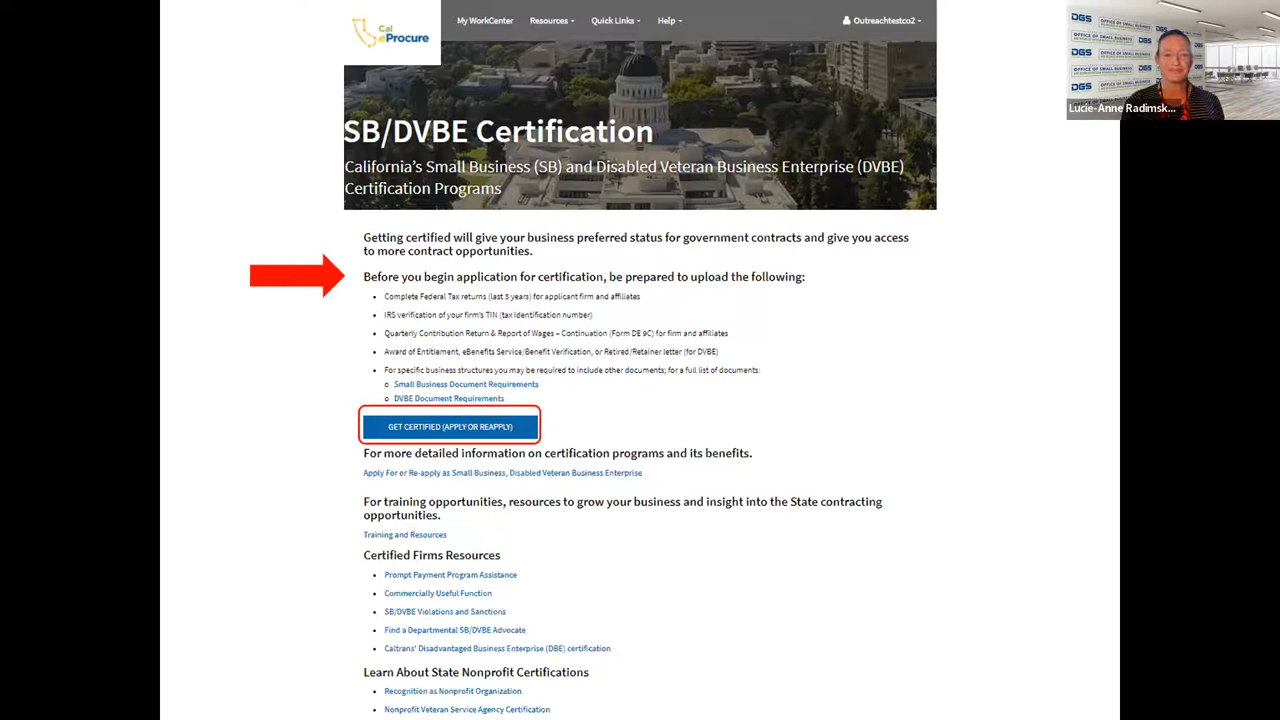 Cal
eProcure
My WorkCenter
Resources
Quick Links
Help
Outreachtestco2
SB/DVBE Certification
California's Small Business (SB) and Disabled Veteran Business Enterprise (DVBE)
Certification Programs
Getting certified will give your business preferred status for government contracts and give you access
to more contract opportunities.
Before you begin application for certification, be prepared to upload the following:
• Complete Federal Tax returns (last 3 years) for applicant firm and affiliates
• IRS verification of your firm's TIN (tax identification number)
• Quarterly Contribution Return & Report of Wages – Continuation (Form DE 9C) for firm and affiliates
• Award of Entitlement, eBenefits Service/Benefit Verification, or Retired/Retainer letter (for DVBE)
• For specific business structures you may be required to include other documents; for a full list of documents:
o Small Business Document Requirements
o DVBE Document Requirements
GET CERTIFIED (APPLY OR REAPPLY)
For more detailed information on certification programs and its benefits.
Apply For or Re-apply as Small Business, Disabled Veteran Business Enterprise
For training opportunities, resources to grow your business and insight into the State contracting
opportunities.
Training and Resources
Certified Firms Resources
• Prompt Payment Program Assistance
• Commercially Useful Function
• SB/DVBE Violations and Sanctions
• Find a Departmental SB/DVBE Advocate
• Caltrans' Disadvantaged Business Enterprise (DBE) certification
Learn About State Nonprofit Certifications
• Recognition as Nonprofit Organization
• Nonprofit Veteran Service Agency Certification
DGS
OFFICE OF SMALL BUSINESS
DGS
DGS
DGS
Lucie-Anne Radimsk...